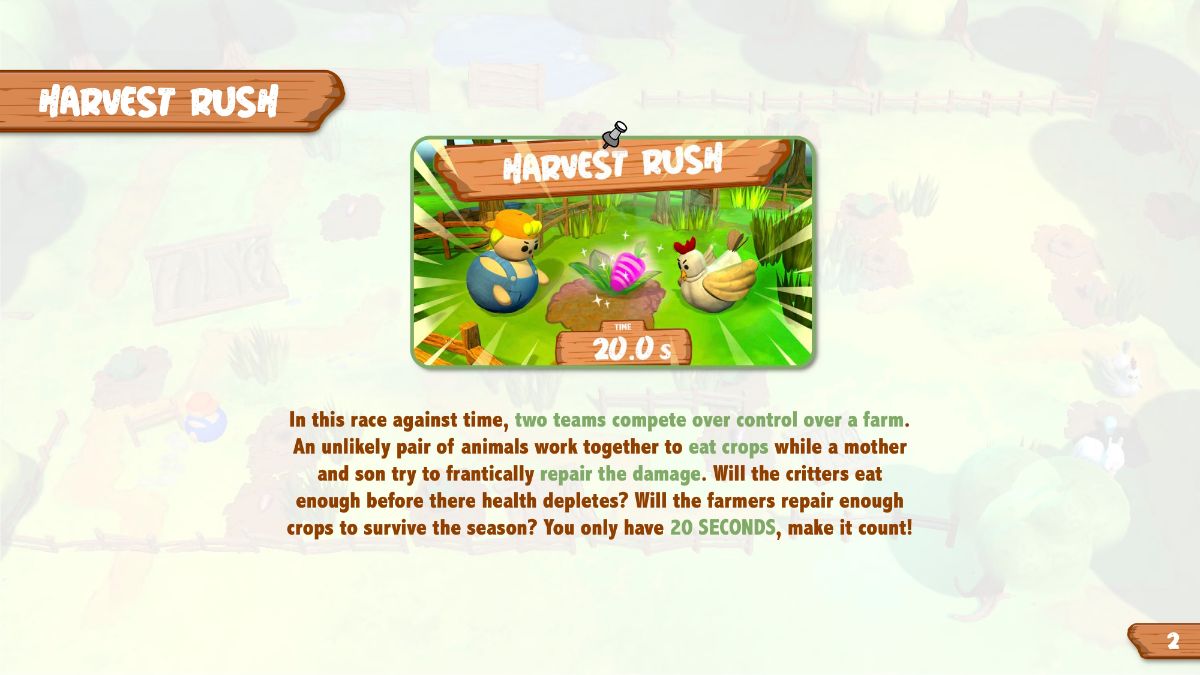 HARVEST RUSH
HARVEST RUSH
TIME
20.0 s
In this race against time, two teams compete over control over a farm.
An unlikely pair of animals work together to eat crops while a mother
and son try to frantically repair the damage. Will the critters eat
enough before there health depletes? Will the farmers repair enough
crops to survive the season? You only have 20 SECONDS, make it count!
2